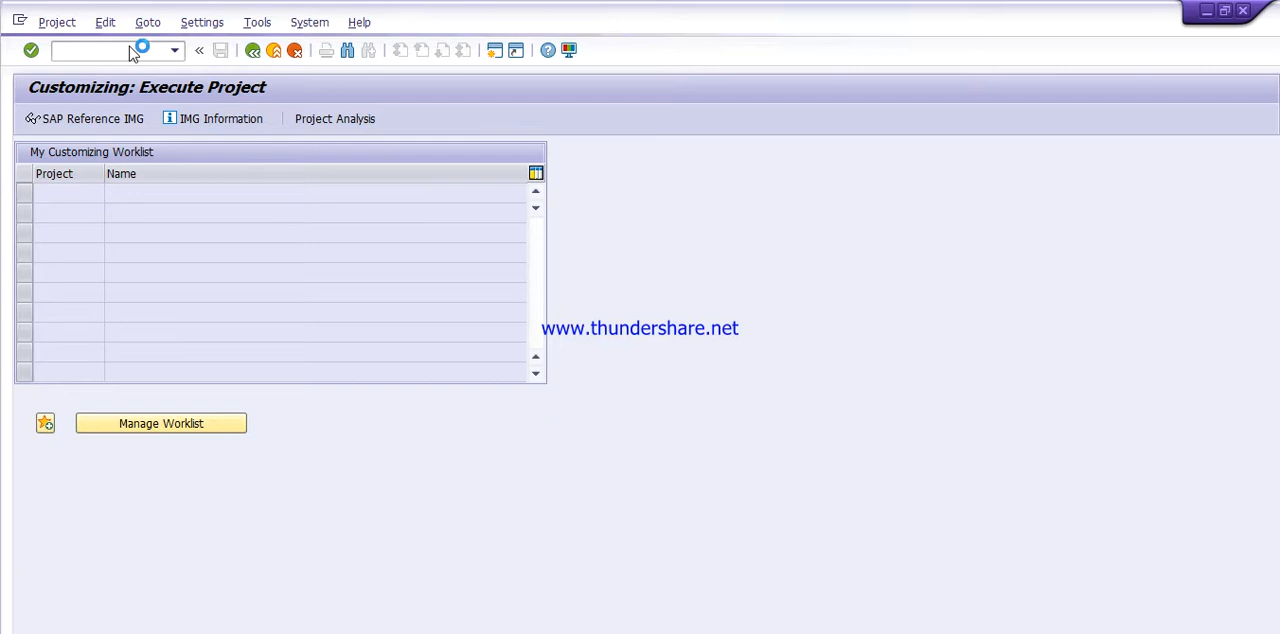 Project Edit Goto Settings Tools System Help
Customizing: Execute Project
SAP Reference IMG IMG Information Project Analysis
My Customizing Worklist
Project Name
www.thundershare.net
Manage Worklist